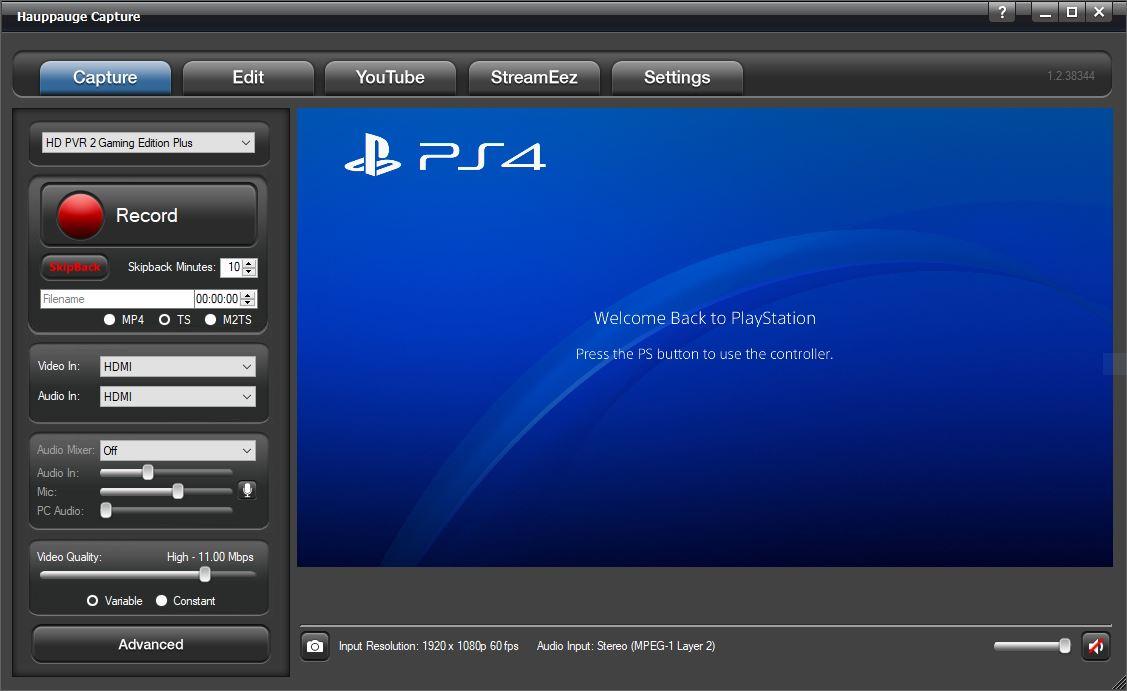 Hauppauge Capture
?
Capture
Edit
YouTube
StreamEez
Settings
1.2.38344
HD PVR 2 Gaming Edition Plus
Record
SkipBack
Skipback Minutes:
10
Filename
00:00:00
MP4
TS
M2TS
Video In:
HDMI
Audio In:
HDMI
Audio Mixer:
Off
Audio In:
Mic:
PC Audio:
Video Quality:
High - 11.00 Mbps
Variable
Constant
Advanced
PS4
Welcome Back to PlayStation
Press the PS button to use the controller.
Input Resolution: 1920 x 1080p 60 fps
Audio Input: Stereo (MPEG-1 Layer 2)